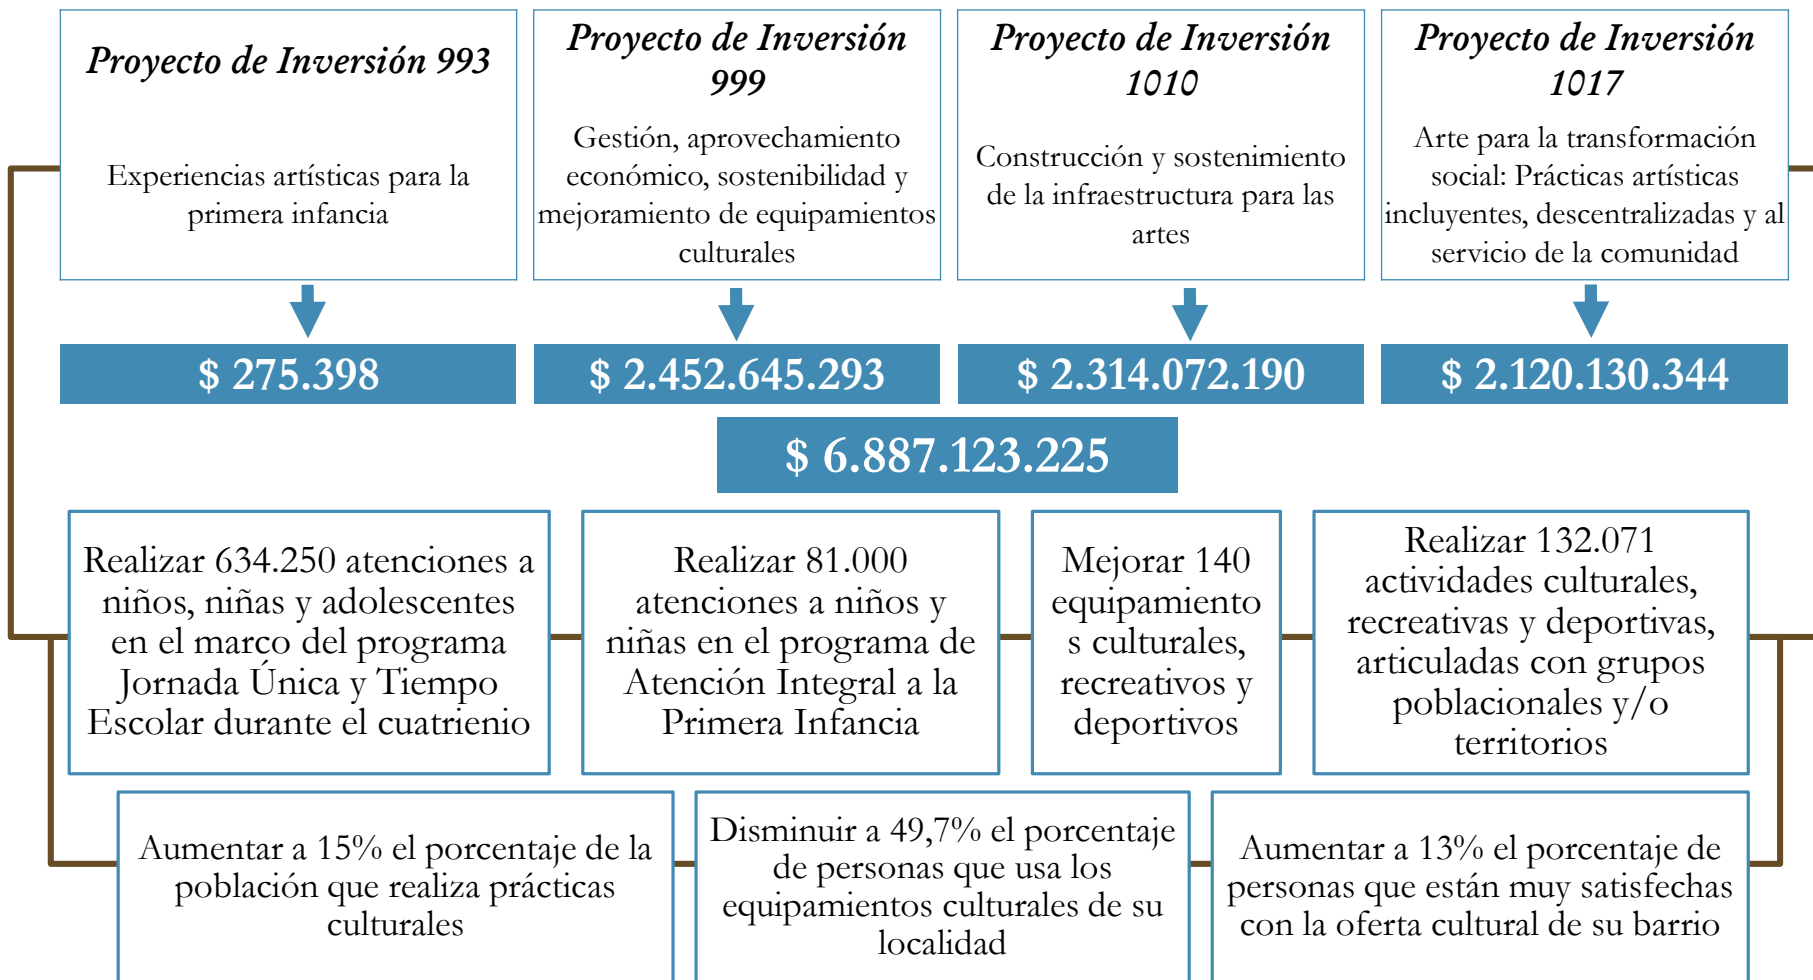 Proyecto de Inversión 993
Experiencias artísticas para la
primera infancia
Proyecto de Inversión
999
Gestión, aprovechamiento
económico, sostenibilidad y
mejoramiento de equipamientos
culturales
Proyecto de Inversión
1010
Construcción y sostenimiento
de la infraestructura para las
artes
Proyecto de Inversión
1017
Arte para la transformación
social: Prácticas artísticas
incluyentes, descentralizadas y al
servicio de la comunidad
$ 275.398
$ 2.452.645.293
$ 2.314.072.190
$ 2.120.130.344
$ 6.887.123.225
Realizar 634.250 atenciones a
niños, niñas y adolescentes
en el marco del programa
Jornada Única y Tiempo
Escolar durante el cuatrienio
Realizar 81.000
atenciones a niños y
niñas en el programa de
Atención Integral a la
Primera Infancia
Mejorar 140
equipamiento
s culturales,
recreativos y
deportivos
Realizar 132.071
actividades culturales,
recreativas y deportivas,
articuladas con grupos
poblacionales y/o
territorios
Aumentar a 15% el porcentaje de la
población que realiza prácticas
culturales
Disminuir a 49,7% el porcentaje
de personas que usa los
equipamientos culturales de su
localidad
Aumentar a 13% el porcentaje de
personas que están muy satisfechas
con la oferta cultural de su barrio